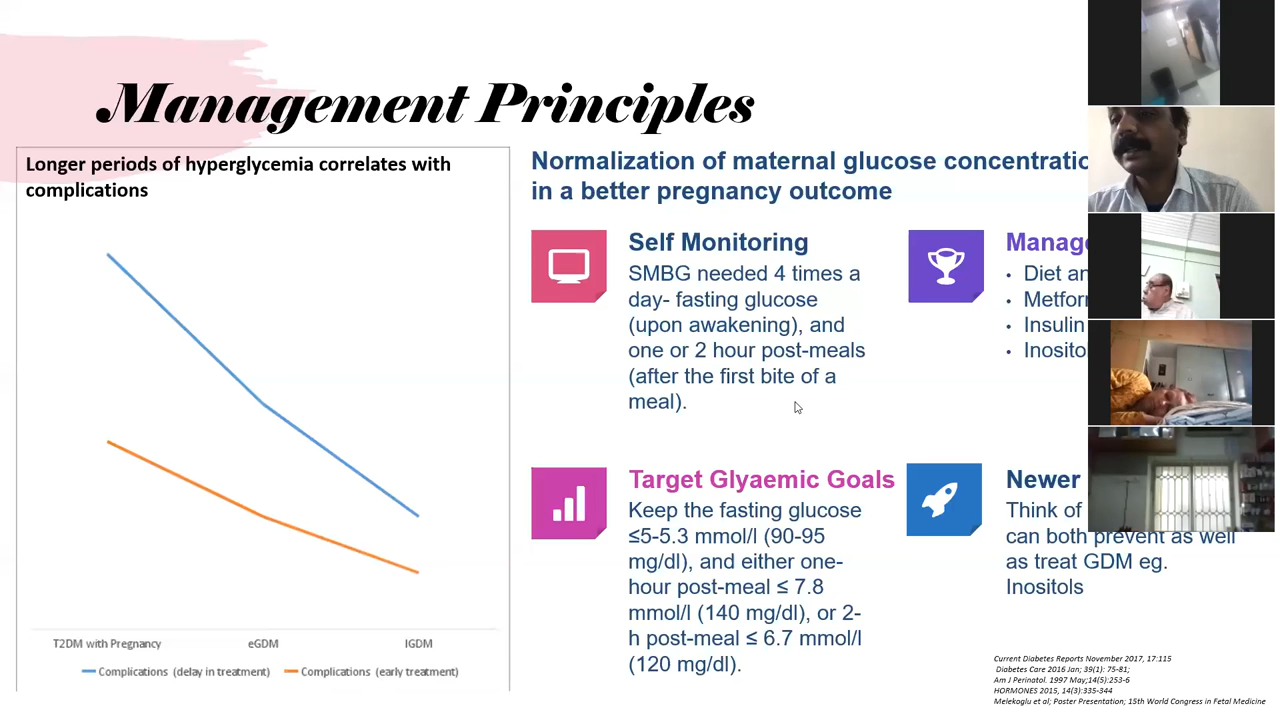 Management Principles
Longer periods of hyperglycemia correlates with
complications
T2DM with Pregnancy eGDM IGDM
Complications (delay in treatment) Complications (early treatment)
Normalization of maternal glucose
in a better pregnancy outcome
Self Monitoring
SMBG needed 4 times a
day- fasting glucose
(upon awakening), and
one or 2 hour post-meals
(after the first bite of a
meal).
Diet
Insulin
Target Glyaemic Goals
Keep the fasting glucose
≤5-5.3 mmol/l (90-95
mg/dl), and either one-
hour post-meal ≤ 7.8
mmol/l (140 mg/dl), or 2-
h post-meal ≤ 6.7 mmol/l
(120 mg/dl).
Newer
Think of
can both prevent as well
as treat GDM eg.
Inositols
Current Diabetes Reports November 2017, 17:115
Diabetes Care 2016 Jan; 39(1): 75-81;
Am J Perinatol. 1997 May;14(5):253-6
HORMONES 2015, 14(3):335-344
Melekoglu et al; Poster Presentation; 15th World Congress in Fetal Medicine